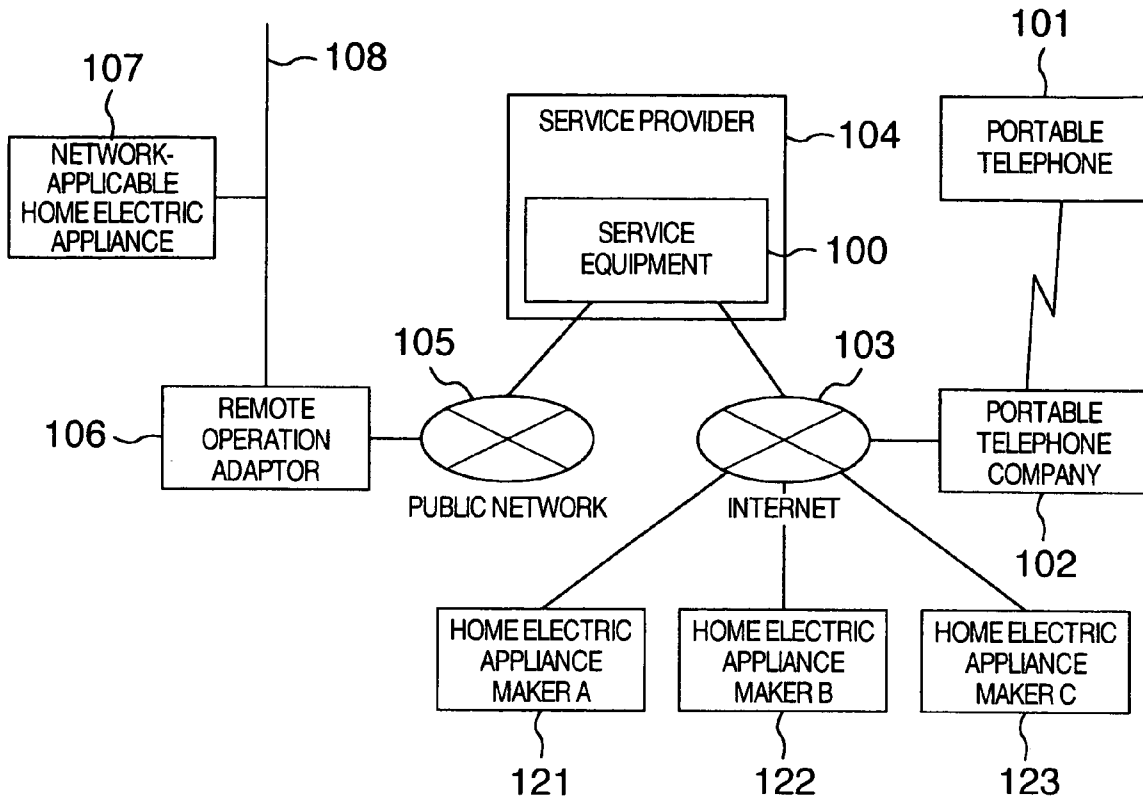 101
107
108
SERVICE PROVIDER
104
PORTABLE
TELEPHONE
NETWORK-
APPLICABLE
HOME ELECTRIC
APPLIANCE
SERVICE
EQUIPMENT
100
105
103
106
REMOTE
OPERATION
ADAPTOR
PORTABLE
TELEPHONE
COMPANY
PUBLIC NETWORK
INTERNET
102
HOME ELECTRIC
APPLIANCE
MAKER A
HOME ELECTRIC
APPLIANCE
MAKER B
HOME ELECTRIC
APPLIANCE
MAKER C
121
122
123